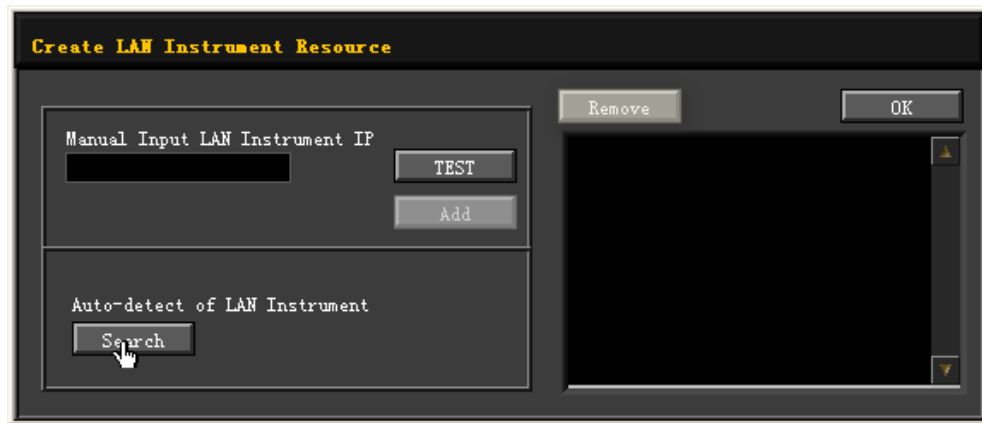 Create LAN Instrument Resource
Manual Input LAN Instrument IP
TEST
Add
Auto-detect of LAN Instrument
Search
Remove
OK